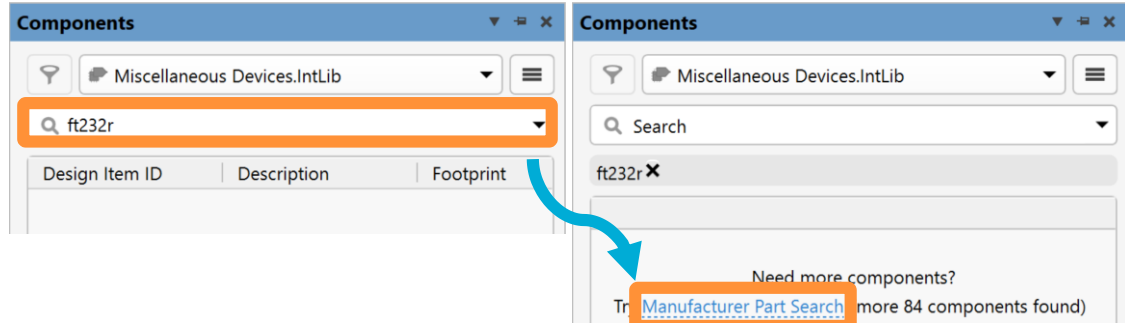 Components
Miscellaneous Devices.IntLib
ft232r
Design Item ID Description Footprint
Components
Miscellaneous Devices.IntLib
Search
ft232r
Need more components?
Manufacturer Part Search more 84 components found)